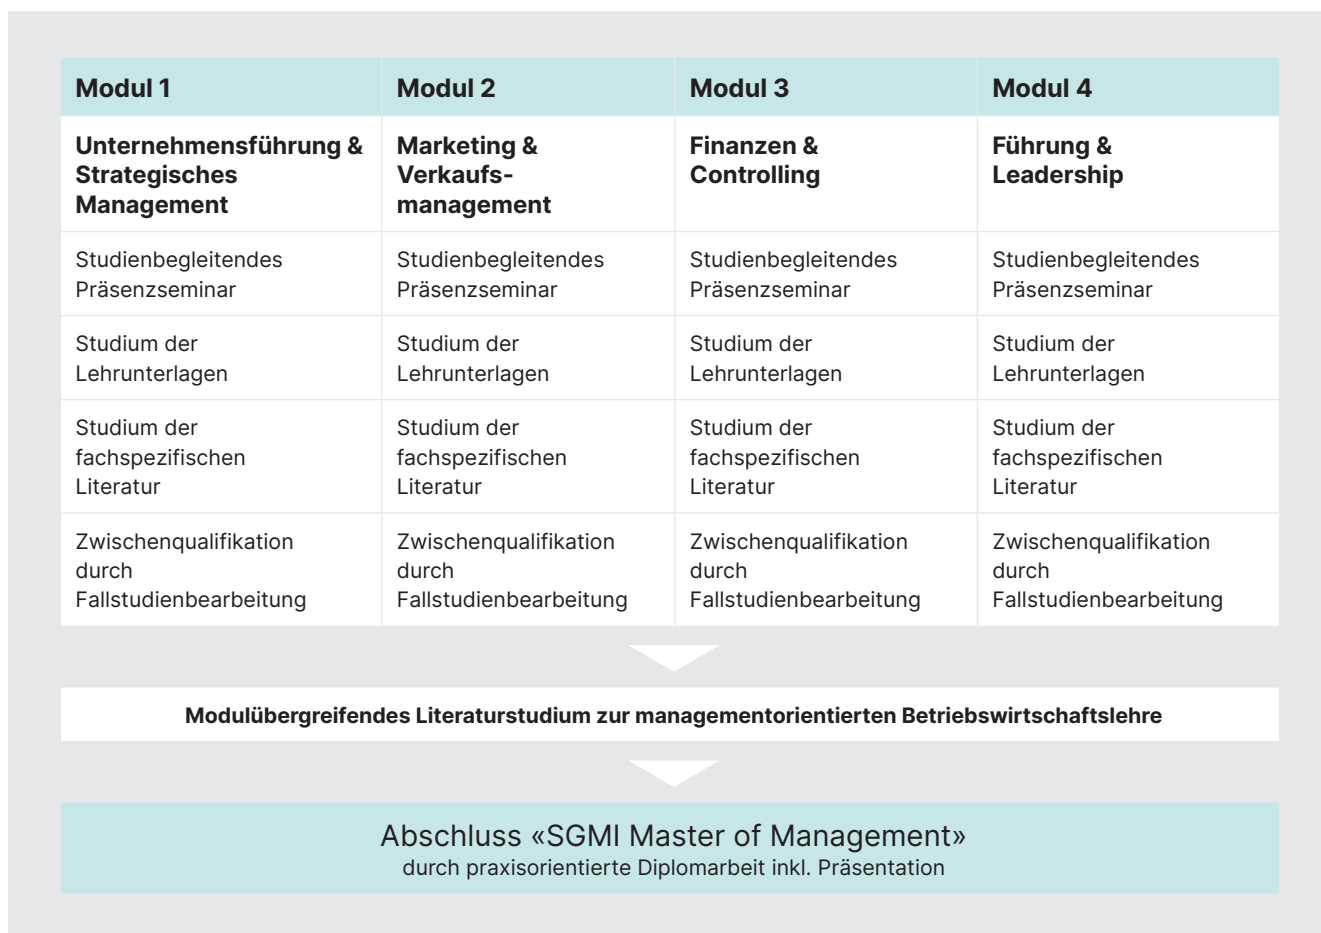 Modul 1
Modul 2
Modul 3
Modul 4
Unternehmensführung &
Strategisches
Management
Marketing &
Verkaufs-
management
Finanzen &
Controlling
Führung &
Leadership
Studienbegleitendes
Präsenzseminar
Studienbegleitendes
Präsenzseminar
Studienbegleitendes
Präsenzseminar
Studienbegleitendes
Präsenzseminar
Studium der
Lehrunterlagen
Studium der
Lehrunterlagen
Studium der
Lehrunterlagen
Studium der
Lehrunterlagen
Studium der
fachspezifischen
Literatur
Studium der
fachspezifischen
Literatur
Studium der
fachspezifischen
Literatur
Studium der
fachspezifischen
Literatur
Zwischenqualifikation
durch
Fallstudienbearbeitung
Zwischenqualifikation
durch
Fallstudienbearbeitung
Zwischenqualifikation
durch
Fallstudienbearbeitung
Zwischenqualifikation
durch
Fallstudienbearbeitung
Modulübergreifendes Literaturstudium zur managementorientierten Betriebswirtschaftslehre
Abschluss «SGMI Master of Management»
durch praxisorientierte Diplomarbeit inkl. Präsentation